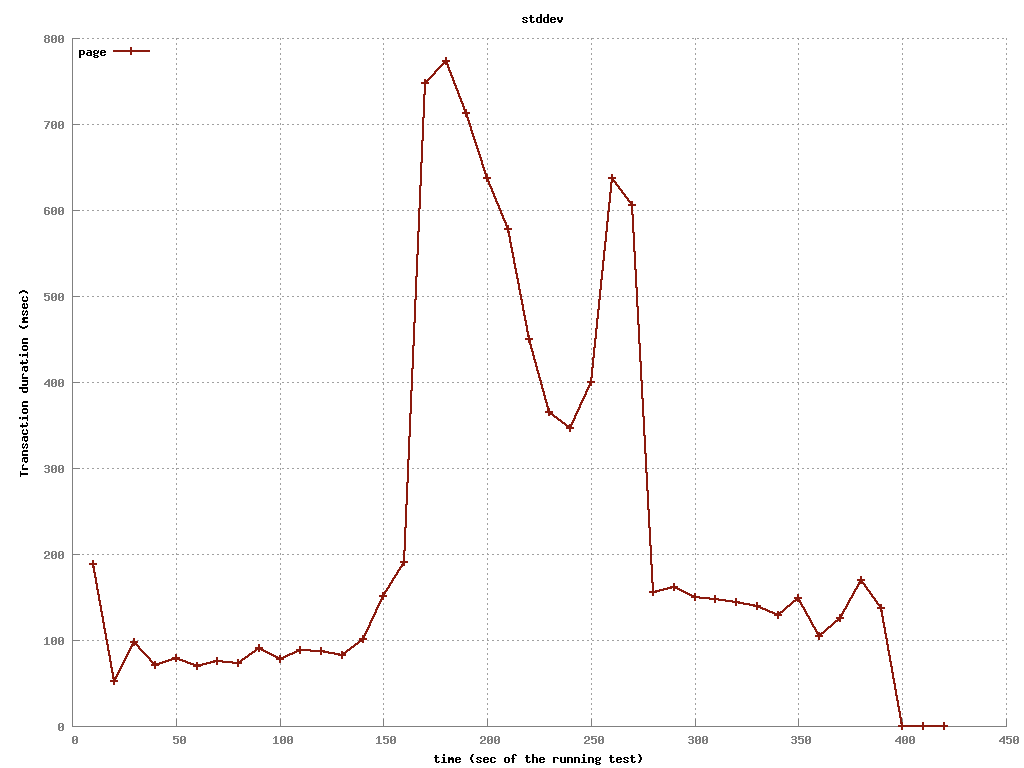 stddev
page
800
700
600
500
400
300
200
100
0
Transaction duration (msec)
0 50 100 150 200 250 300 350 400 450
time (sec of the running test)